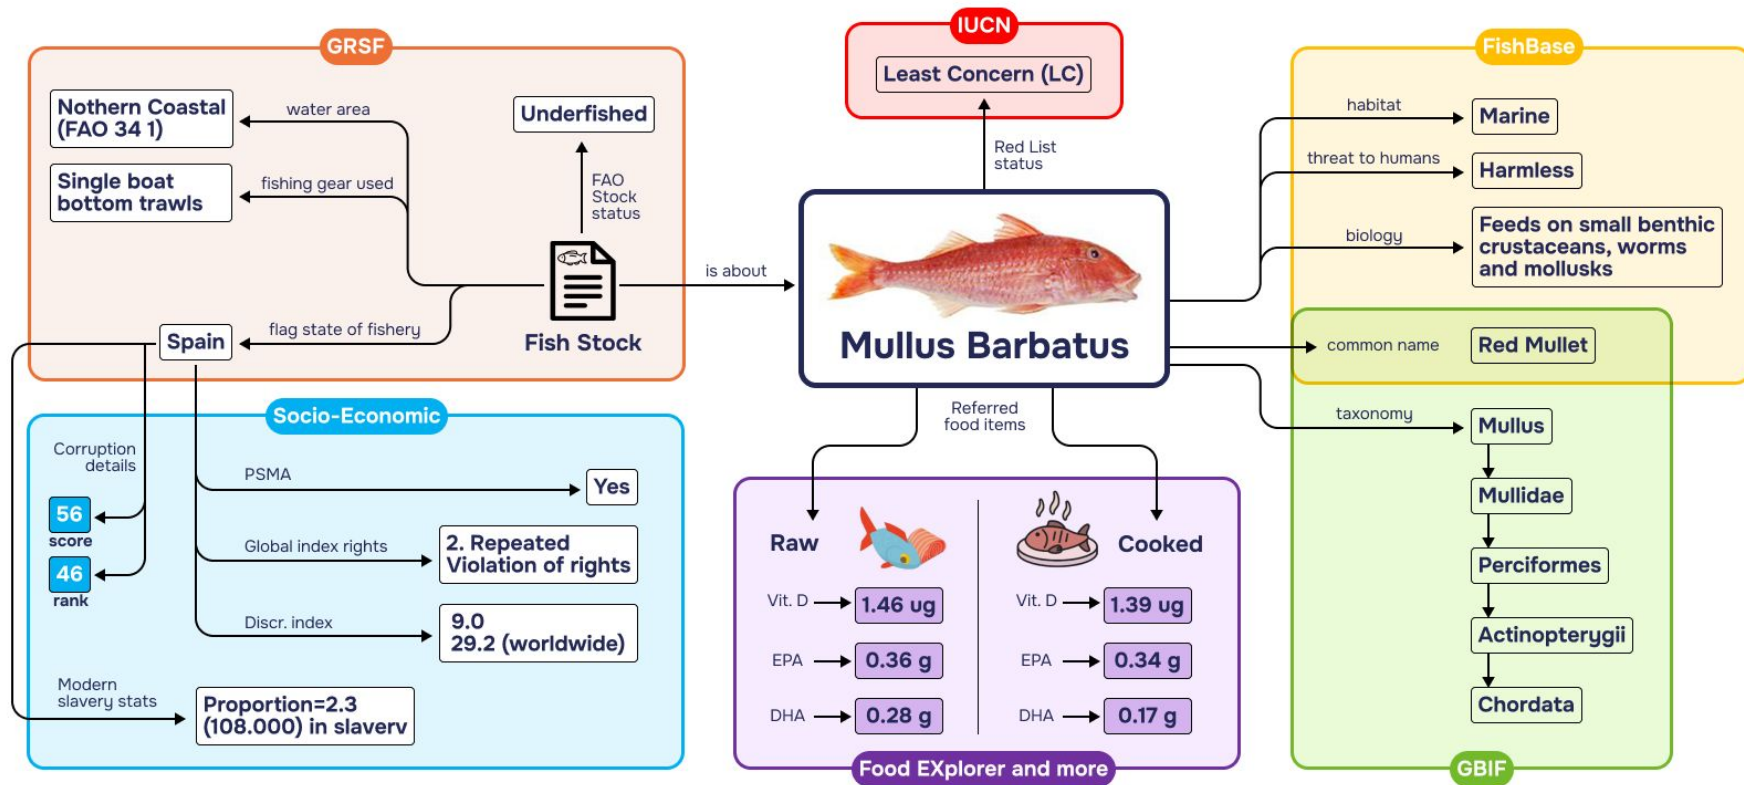 GRSF
Nothern Coastal
(FAO 34 1)
water area
Underfished
Single boat
bottom trawls
fishing gear used
FAO
Stock
status
Fish Stock
is about
flag state of fishery
Spain
IUCN
Least Concern (LC)
Red List
status
Mullus Barbatus
FishBase
habitat
Marine
threat to humans
Harmless
biology
Feeds on small benthic
crustaceans, worms
and mollusks
common name
Red Mullet
taxonomy
Mullus
Mullidae
Perciformes
Actinopterygii
Chordata
GBIF
Socio-Economic
Corruption
details
56
score
46
rank
PSMA
Yes
Global index rights
2. Repeated
Violation of rights
Discr. index
9.0
29.2 (worldwide)
Modern
slavery stats
Proportion=2.3
(108.000) in slaverv
Referred
food items
Raw
Vit. D
1.46 ug
EPA
0.36 g
DHA
0.28 g
Cooked
Vit. D
1.39 ug
EPA
0.34 g
DHA
0.17 g
Food EXplorer and more